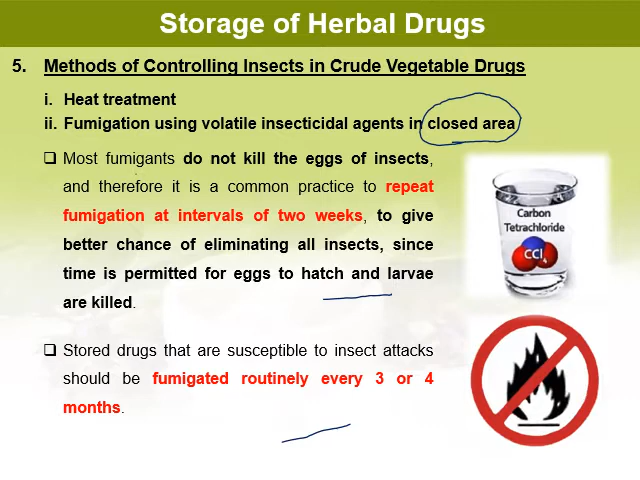 Storage of Herbal Drugs
5. Methods of Controlling Insects in Crude Vegetable Drugs
i. Heat treatment
ii. Fumigation using volatile insecticidal agents in closed area
Most fumigants do not kill the eggs of insects,
and therefore it is a common practice to repeat
fumigation at intervals of two weeks, to give
better chance of eliminating all insects, since
time is permitted for eggs to hatch and larvae
are killed.
Carbon
Tetrachloride
CCl4
Stored drugs that are susceptible to insect attacks
should be fumigated routinely every 3 or 4
months.